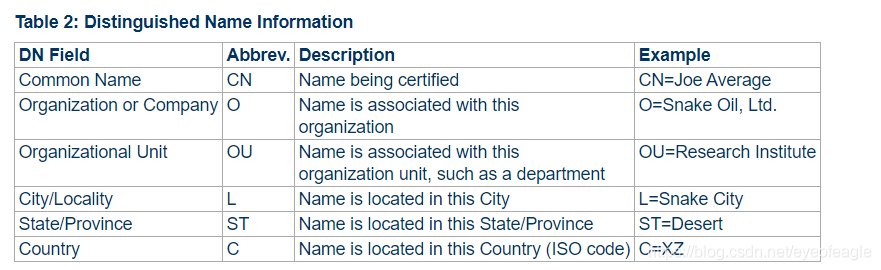 Table 2: Distinguished Name Information
DN Field Abbrev. Description Example
Common Name CN Name being certified CN=Joe Average
Organization or Company O Name is associated with this organization O=Snake Oil, Ltd.
Organizational Unit OU Name is associated with this organization unit, such as a department OU=Research Institute
City/Locality L Name is located in this City L=Snake City
State/Province ST Name is located in this State/Province ST=Desert
Country C Name is located in this Country (ISO code) C=XZ
https://blog.csdn.net/eyeofeagle